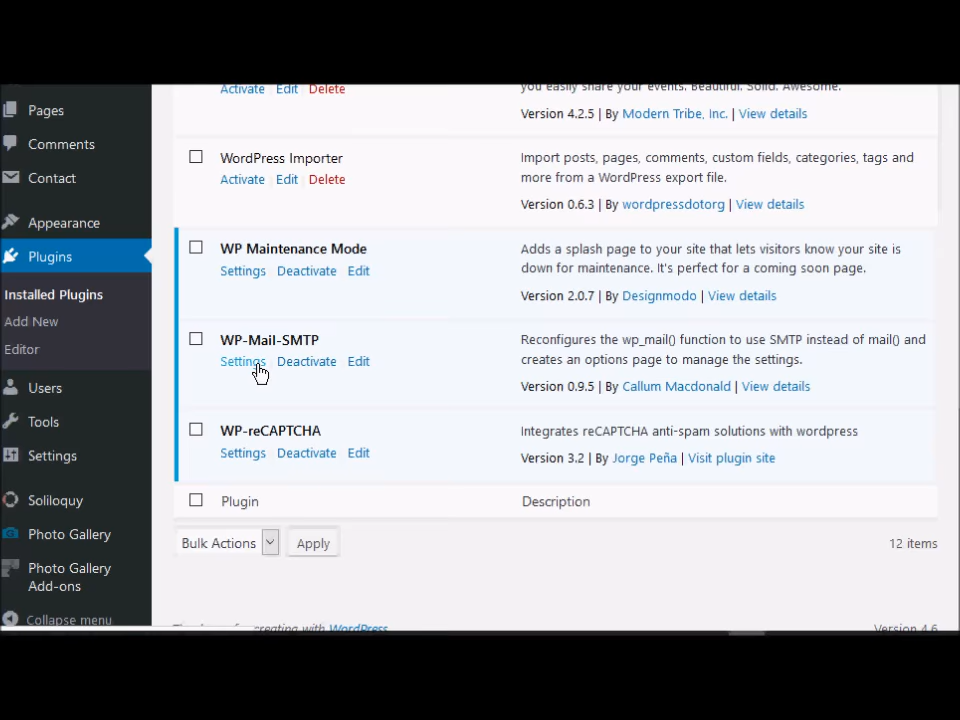 you easily share your events. Beautiful. Solid. Awesome.
Activate Edit Delete
Version 4.2.5 | By Modern Tribe, Inc. | View details
WordPress Importer
Activate Edit Delete
Import posts, pages, comments, custom fields, categories, tags and
more from a WordPress export file.
Version 0.6.3 | By wordpressdotorg | View details
WP Maintenance Mode
Settings Deactivate Edit
Adds a splash page to your site that lets visitors know your site is
down for maintenance. It's perfect for a coming soon page.
Version 2.0.7 | By Designmodo | View details
WP-Mail-SMTP
Settings Deactivate Edit
Reconfigures the wp_mail() function to use SMTP instead of mail() and
creates an options page to manage the settings.
Version 0.9.5 | By Callum Macdonald | View details
WP-reCAPTCHA
Settings Deactivate Edit
Integrates reCAPTCHA anti-spam solutions with wordpress
Version 3.2 | By Jorge Peña | Visit plugin site
Plugin
Description
Bulk Actions
Apply
12 items
creating with WordPress
Version 4.6
Pages
Comments
Contact
Appearance
Plugins
Installed Plugins
Add New
Editor
Users
Tools
Settings
Soliloquy
Photo Gallery
Photo Gallery
Add-ons
Collapse menu